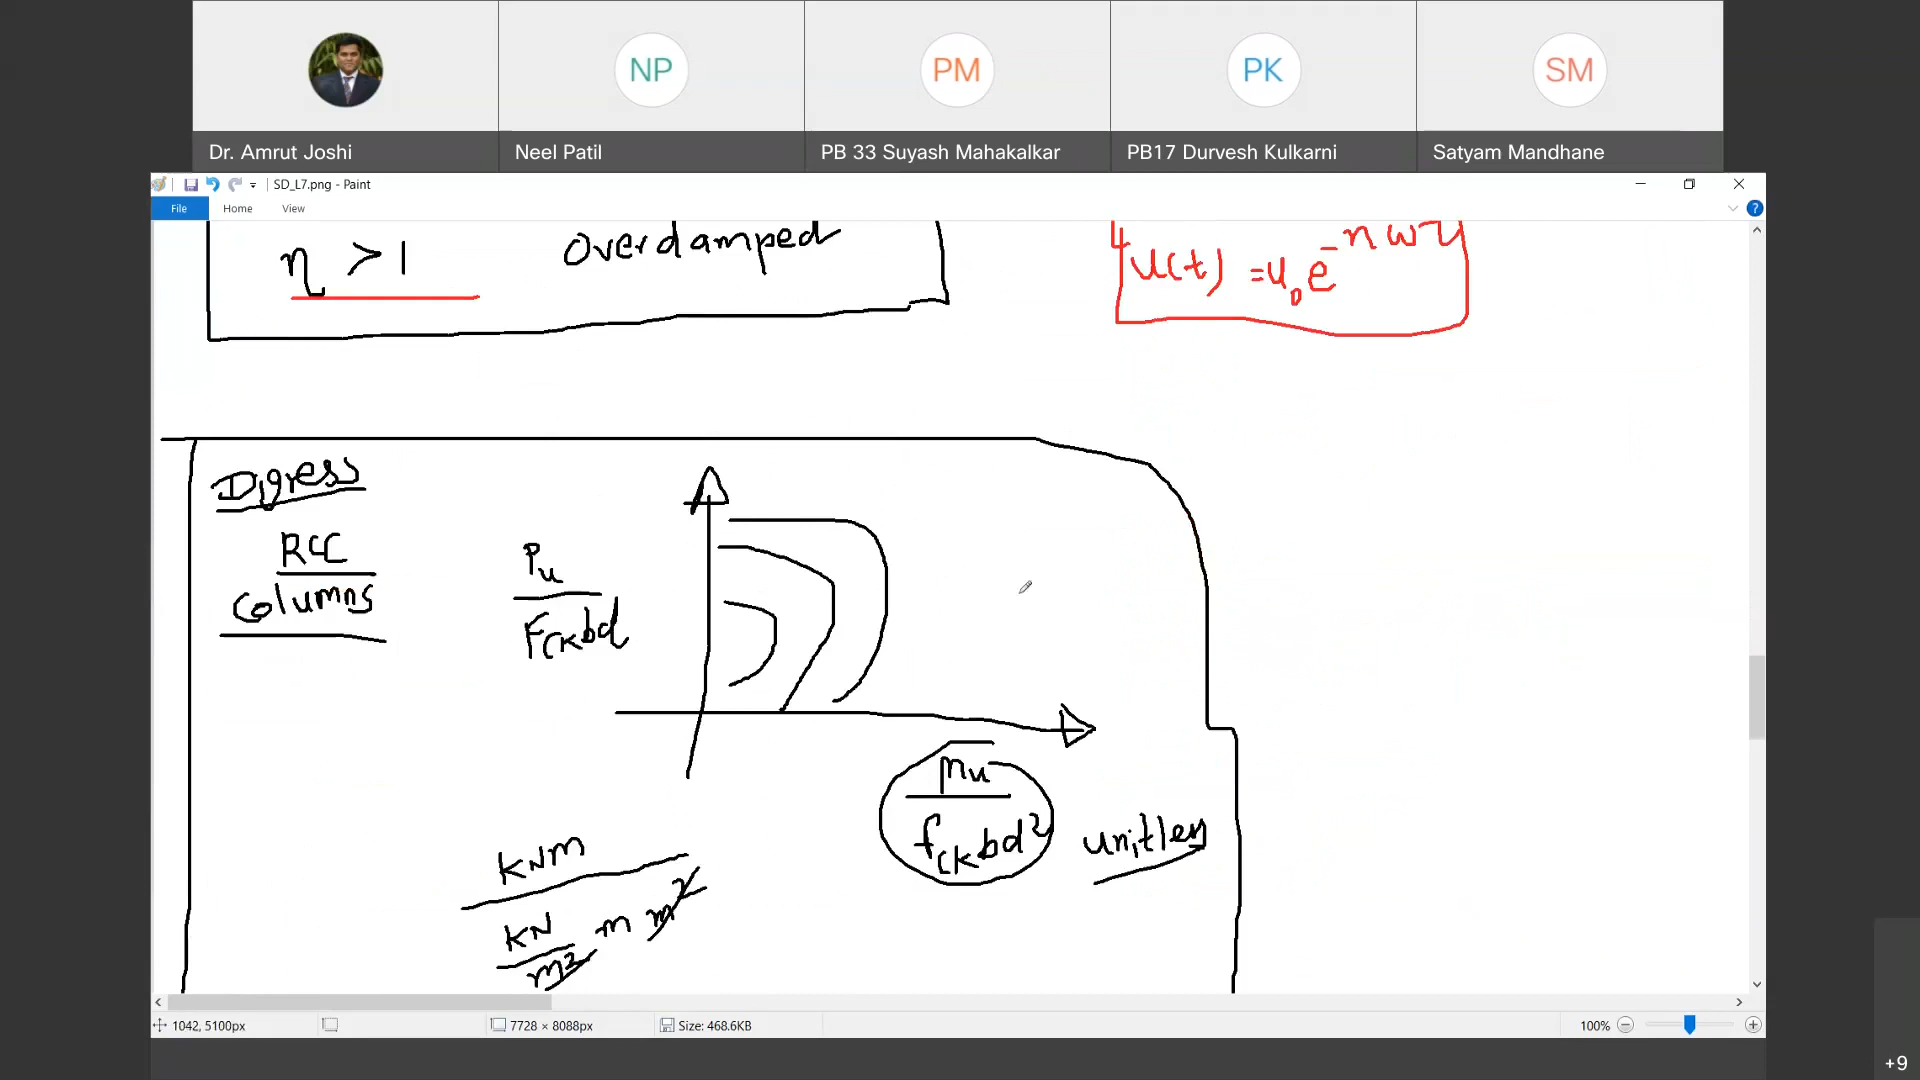 NP
PM
PK
SM
Dr. Amrut Joshi
Neel Patil
PB 33 Suyash Mahakalkar
PB17 Durvesh Kulkarni
Satyam Mandhane
SD_L7.png - Paint
File
Home
View
?
η > 1 Overdamped
u(t) = u₀ e
Digress
RCC
Columns
Pu
FCKbd
Mu
fCKbd²
unitless
KNm
KN
m² m m²
1042, 5100px
7728 × 8088px
Size: 468.6KB
100%
+9